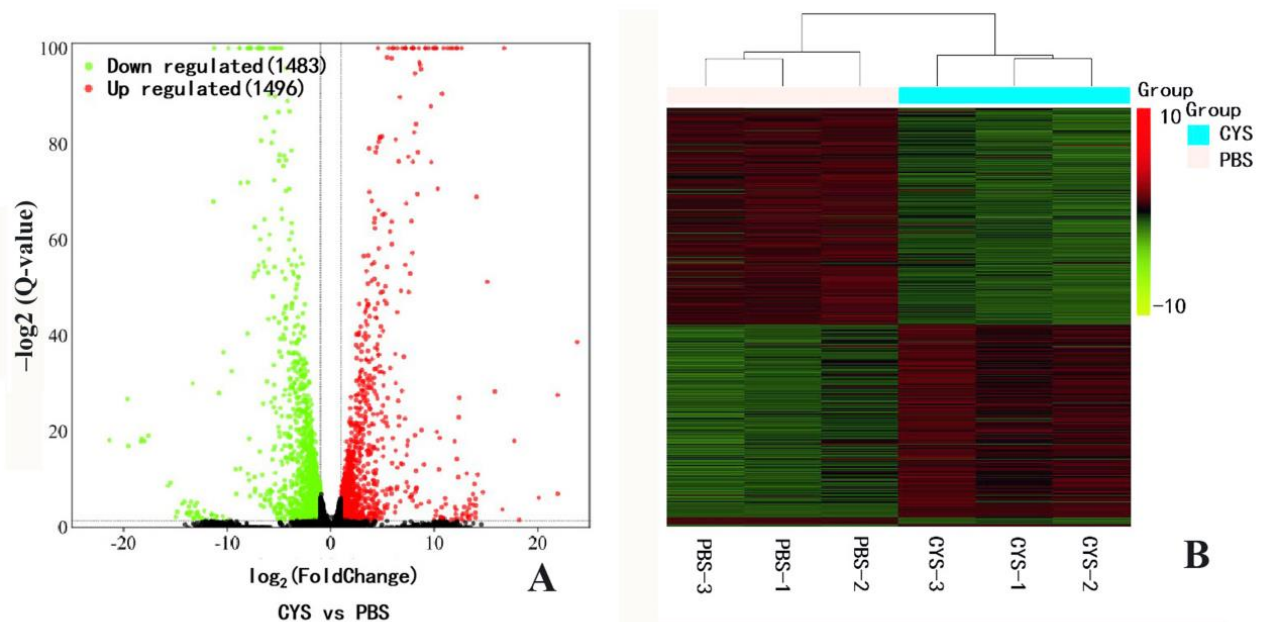 100
80
60
40
20
0
−log2 (Q-value)
Down regulated(1483)
Up regulated(1496)
-20
-10
0
10
20
log2(FoldChange)
CYS vs PBS
A
Group
10
-10
Group
CYS
PBS
PBS-3
PBS-1
PBS-2
CYS-3
CYS-1
CYS-2
B